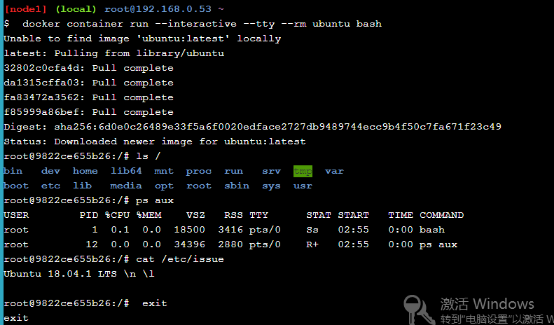 [node1] (local) root@192.168.0.53 ~
$  docker container run --interactive --tty --rm ubuntu bash
Unable to find image 'ubuntu:latest' locally
latest: Pulling from library/ubuntu
32802c0cfa4d: Pull complete
da1315cffa03: Pull complete
fa83472a3562: Pull complete
f85999a86bef: Pull complete
Digest: sha256:6d0e0c26489e33f5a6f0020edface2727db9489744ecc9b4f50c7fa671f23c49
Status: Downloaded newer image for ubuntu:latest
root@9822ce655b26:/# ls /
bin   dev  home  lib64  mnt  proc  run   srv  tmp  var
boot  etc  lib   media  opt  root  sbin  sys  usr
root@9822ce655b26:/# ps aux
USER       PID %CPU %MEM    VSZ   RSS TTY      STAT START   TIME COMMAND
root         1  0.1  0.0  18500  3416 pts/0    Ss   02:55   0:00 bash
root        12  0.0  0.0  34396  2880 pts/0    R+   02:55   0:00 ps aux
root@9822ce655b26:/# cat /etc/issue
Ubuntu 18.04.1 LTS \n \l
root@9822ce655b26:/#  exit
exit
激活 Windows
转到"电脑设置"以激活 W